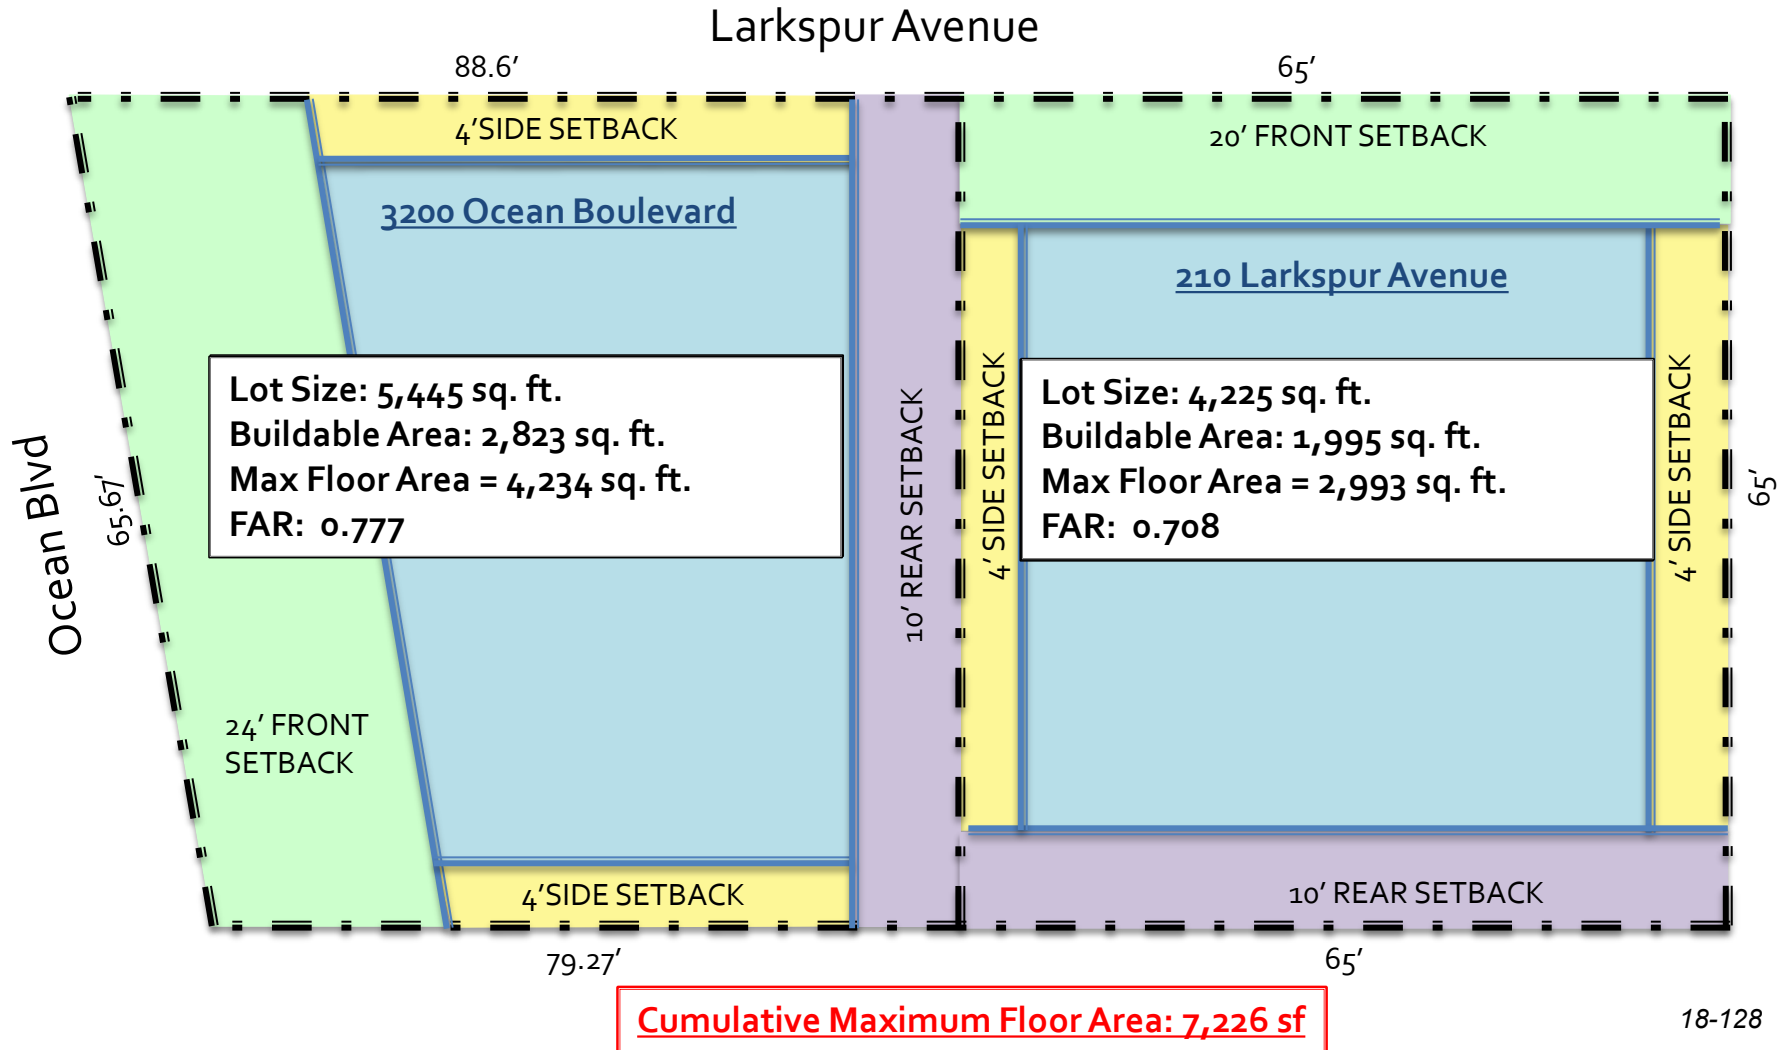 Larkspur Avenue
88.6’
65’
4’SIDE SETBACK
20’ FRONT SETBACK
3200 Ocean Boulevard
210 Larkspur Avenue
Lot Size: 5,445 sq. ft.
Buildable Area: 2,823 sq. ft.
Max Floor Area = 4,234 sq. ft.
FAR: 0.777
Lot Size: 4,225 sq. ft.
Buildable Area: 1,995 sq. ft.
Max Floor Area = 2,993 sq. ft.
FAR: 0.708
Ocean Blvd
65.67’
10’ REAR SETBACK
4’ SIDE SETBACK
4’ SIDE SETBACK
65’
24’ FRONT
SETBACK
4’SIDE SETBACK
10’ REAR SETBACK
79.27’
65’
Cumulative Maximum Floor Area: 7,226 sf
18-128